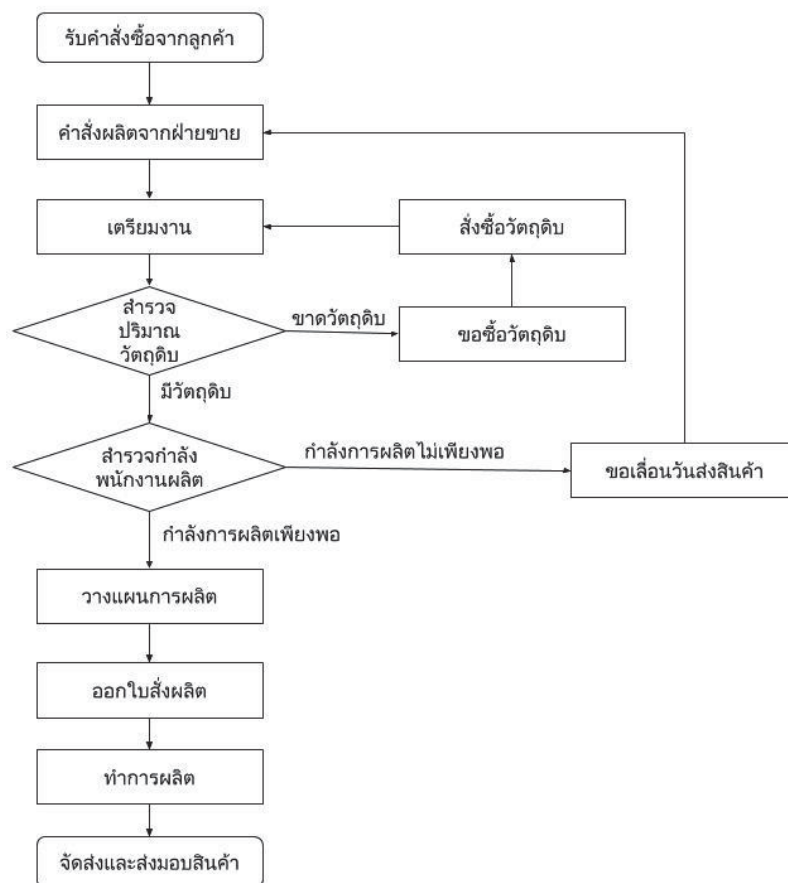 รับคำสั่งซื้อจากลูกค้า
คำสั่งผลิตจากฝ่ายขาย
เตรียมงาน
สั่งซื้อวัตถุดิบ
สำรวจ
ปริมาณ
วัตถุดิบ
ขาดวัตถุดิบ
ขอซื้อวัตถุดิบ
มีวัตถุดิบ
สำรวจกำลัง
พนักงานผลิต
กำลังการผลิตไม่เพียงพอ
ขอเลื่อนวันส่งสินค้า
กำลังการผลิตเพียงพอ
วางแผนการผลิต
ออกใบสั่งผลิต
ทำการผลิต
จัดส่งและส่งมอบสินค้า